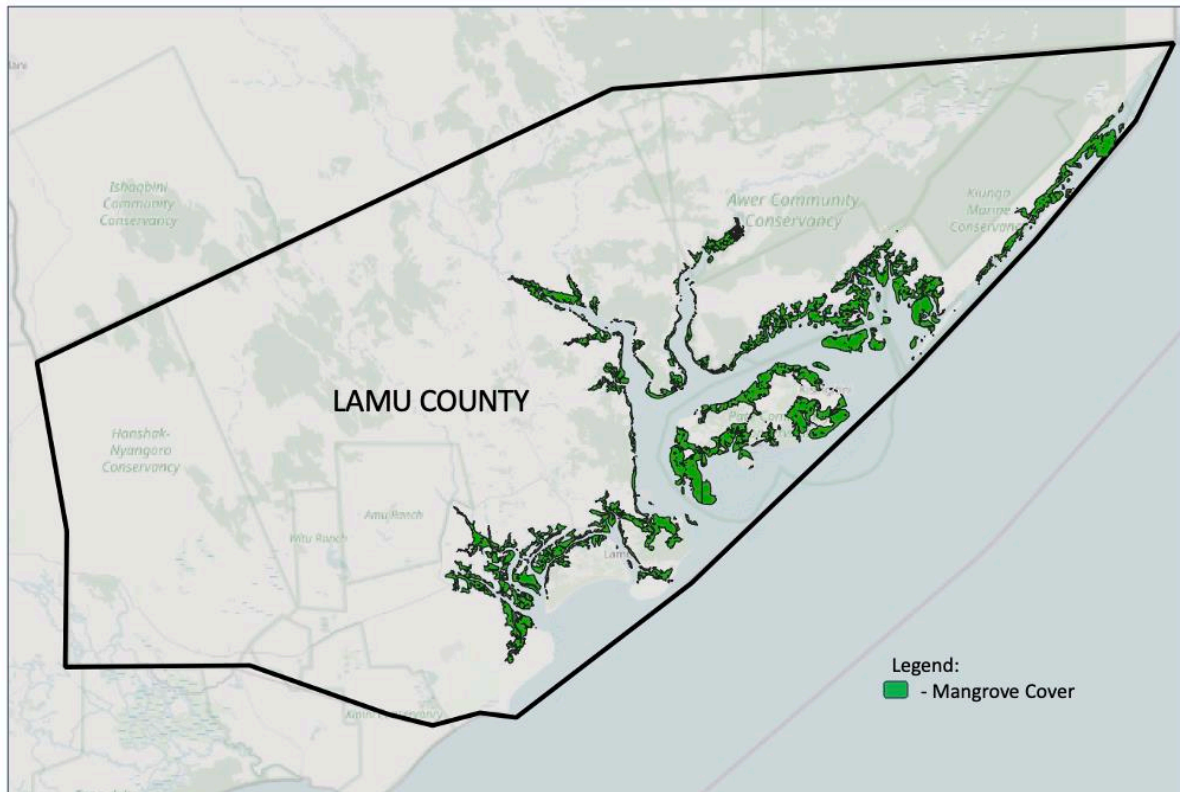 Ishaqbini
Community
Conservancy
Awer Community
Conservancy
Kiunga
Marine
Conservancy
LAMU COUNTY
Hanshak-
Nyangoro
Conservancy
Amu Ranch
Witu Ranch
Lamu
Legend:
- Mangrove Cover
Conservancy